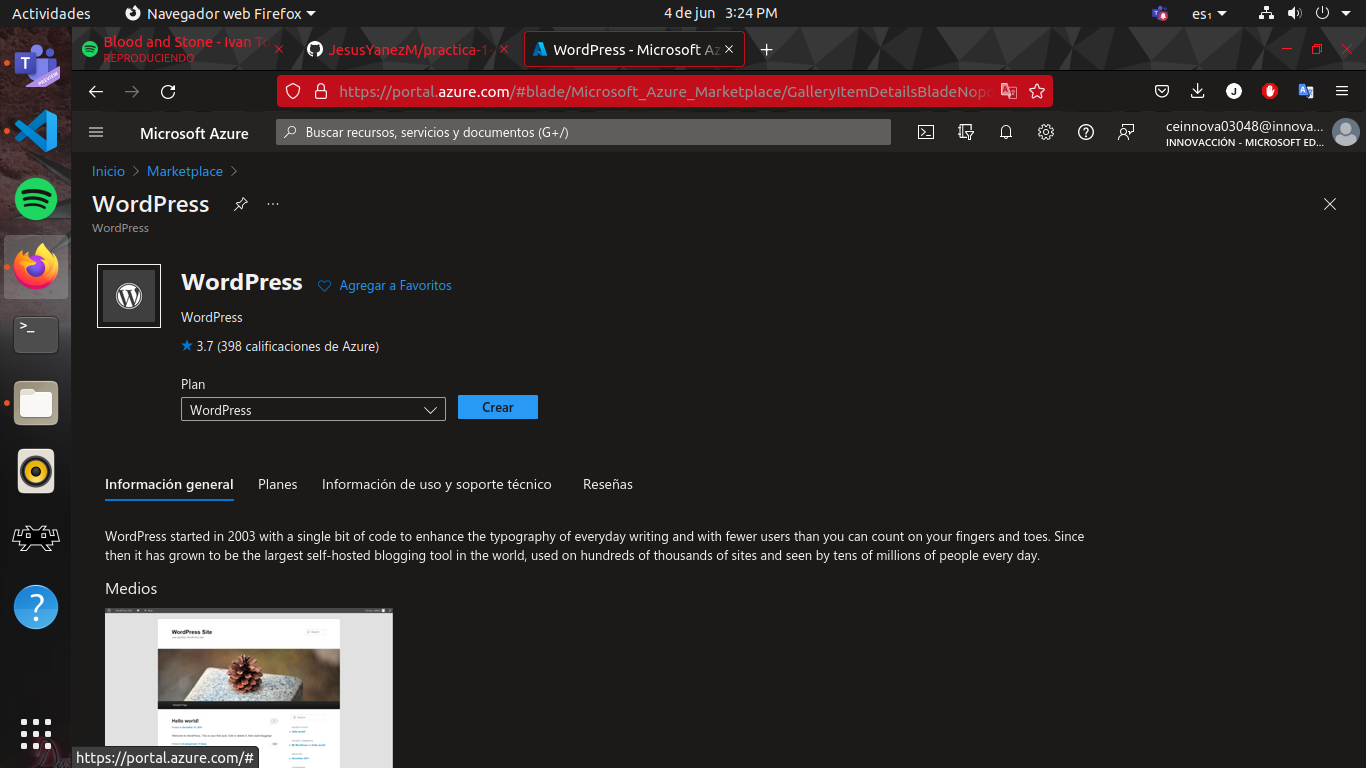 Actividades
Navegador web Firefox
4 de jun 3:24 PM
es₁
Blood and Stone - Ivan To
REPRODUCIENDO
JesusYanezM/practica-1
WordPress - Microsoft Az
https://portal.azure.com/#blade/Microsoft_Azure_Marketplace/GalleryItemDetailsBladeNopc
Microsoft Azure
Buscar recursos, servicios y documentos (G+/)
ceinnova03048@innova...
INNOVACCIÓN - MICROSOFT ED...
Inicio
Marketplace
WordPress
WordPress
WordPress
Agregar a Favoritos
WordPress
3.7 (398 calificaciones de Azure)
Plan
WordPress
Crear
Información general
Planes
Información de uso y soporte técnico
Reseñas
WordPress started in 2003 with a single bit of code to enhance the typography of everyday writing and with fewer users than you can count on your fingers and toes. Since
then it has grown to be the largest self-hosted blogging tool in the world, used on hundreds of thousands of sites and seen by tens of millions of people every day.
Medios
WordPress Site
Hello world!
https://portal.azure.com/#